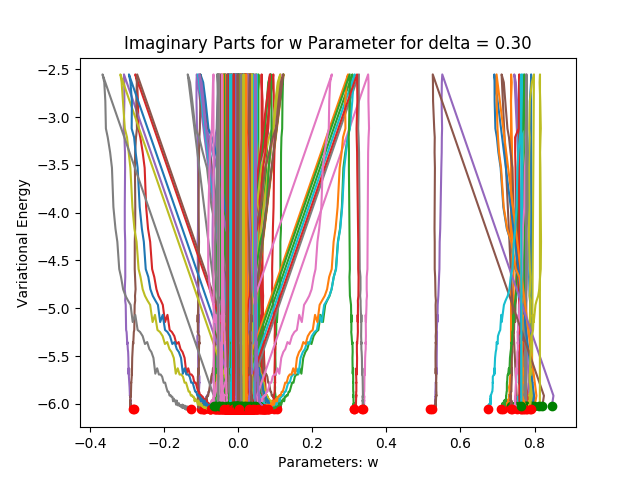 Imaginary Parts for w Parameter for delta = 0.30
−2.5
−3.0
−3.5
−4.0
−4.5
−5.0
−5.5
−6.0
Variational Energy
−0.4 −0.2 0.0 0.2 0.4 0.6 0.8
Parameters: w